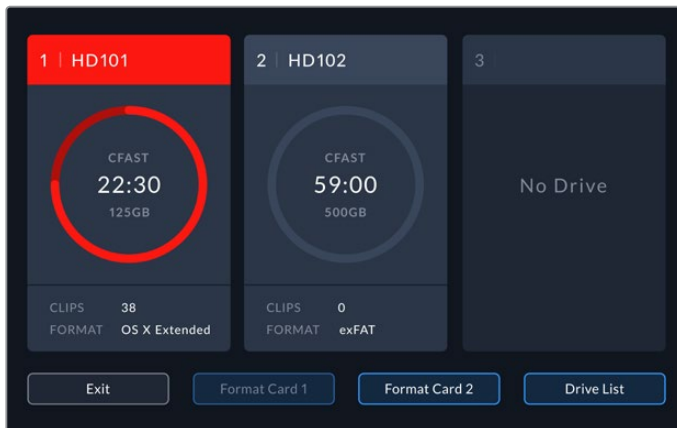 1 | HD101
CFAST
22:30
125GB
CLIPS 38
FORMAT OS X Extended
2 | HD102
CFAST
59:00
500GB
CLIPS 0
FORMAT exFAT
3 |
No Drive
Exit
Format Card 1
Format Card 2
Drive List